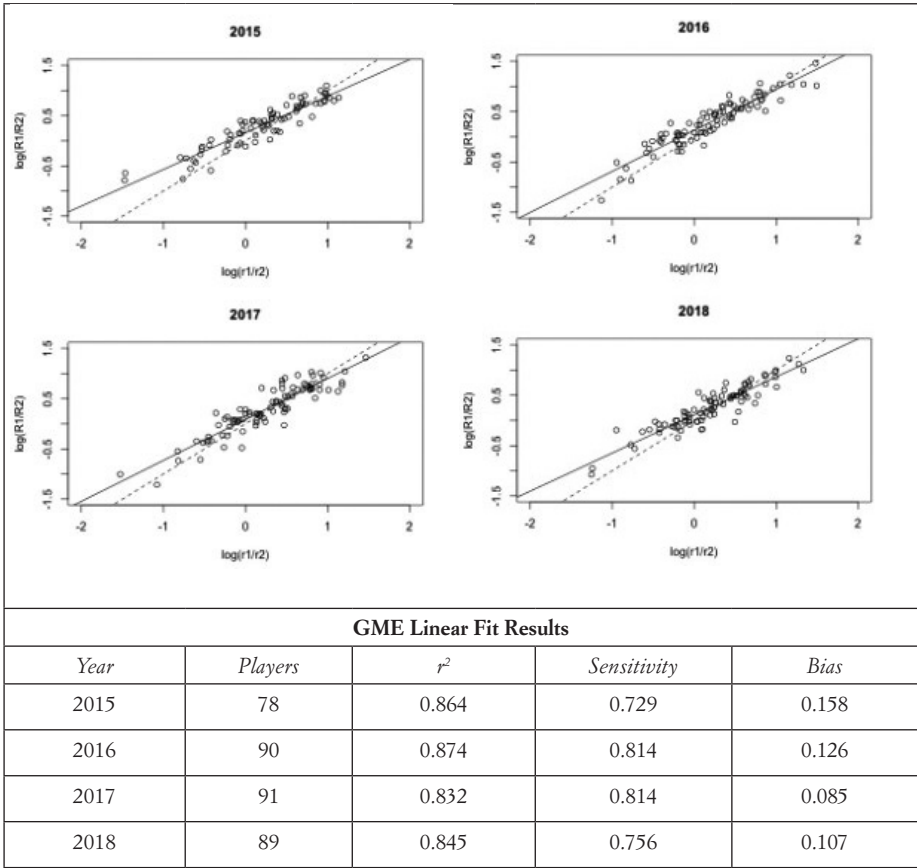 2015
log(R1/R2)
1.5
0.5
-0.5
-1.5
-2 -1 0 1 2
log(r1/r2)
2016
log(R1/R2)
1.5
0.5
-0.5
-1.5
-2 -1 0 1 2
log(r1/r2)
2017
log(R1/R2)
1.5
0.5
-0.5
-1.5
-2 -1 0 1 2
log(r1/r2)
2018
log(R1/R2)
1.5
0.5
-0.5
-1.5
-2 -1 0 1 2
log(r1/r2)
GME Linear Fit Results
Year Players r² Sensitivity Bias
2015 78 0.864 0.729 0.158
2016 90 0.874 0.814 0.126
2017 91 0.832 0.814 0.085
2018 89 0.845 0.756 0.107